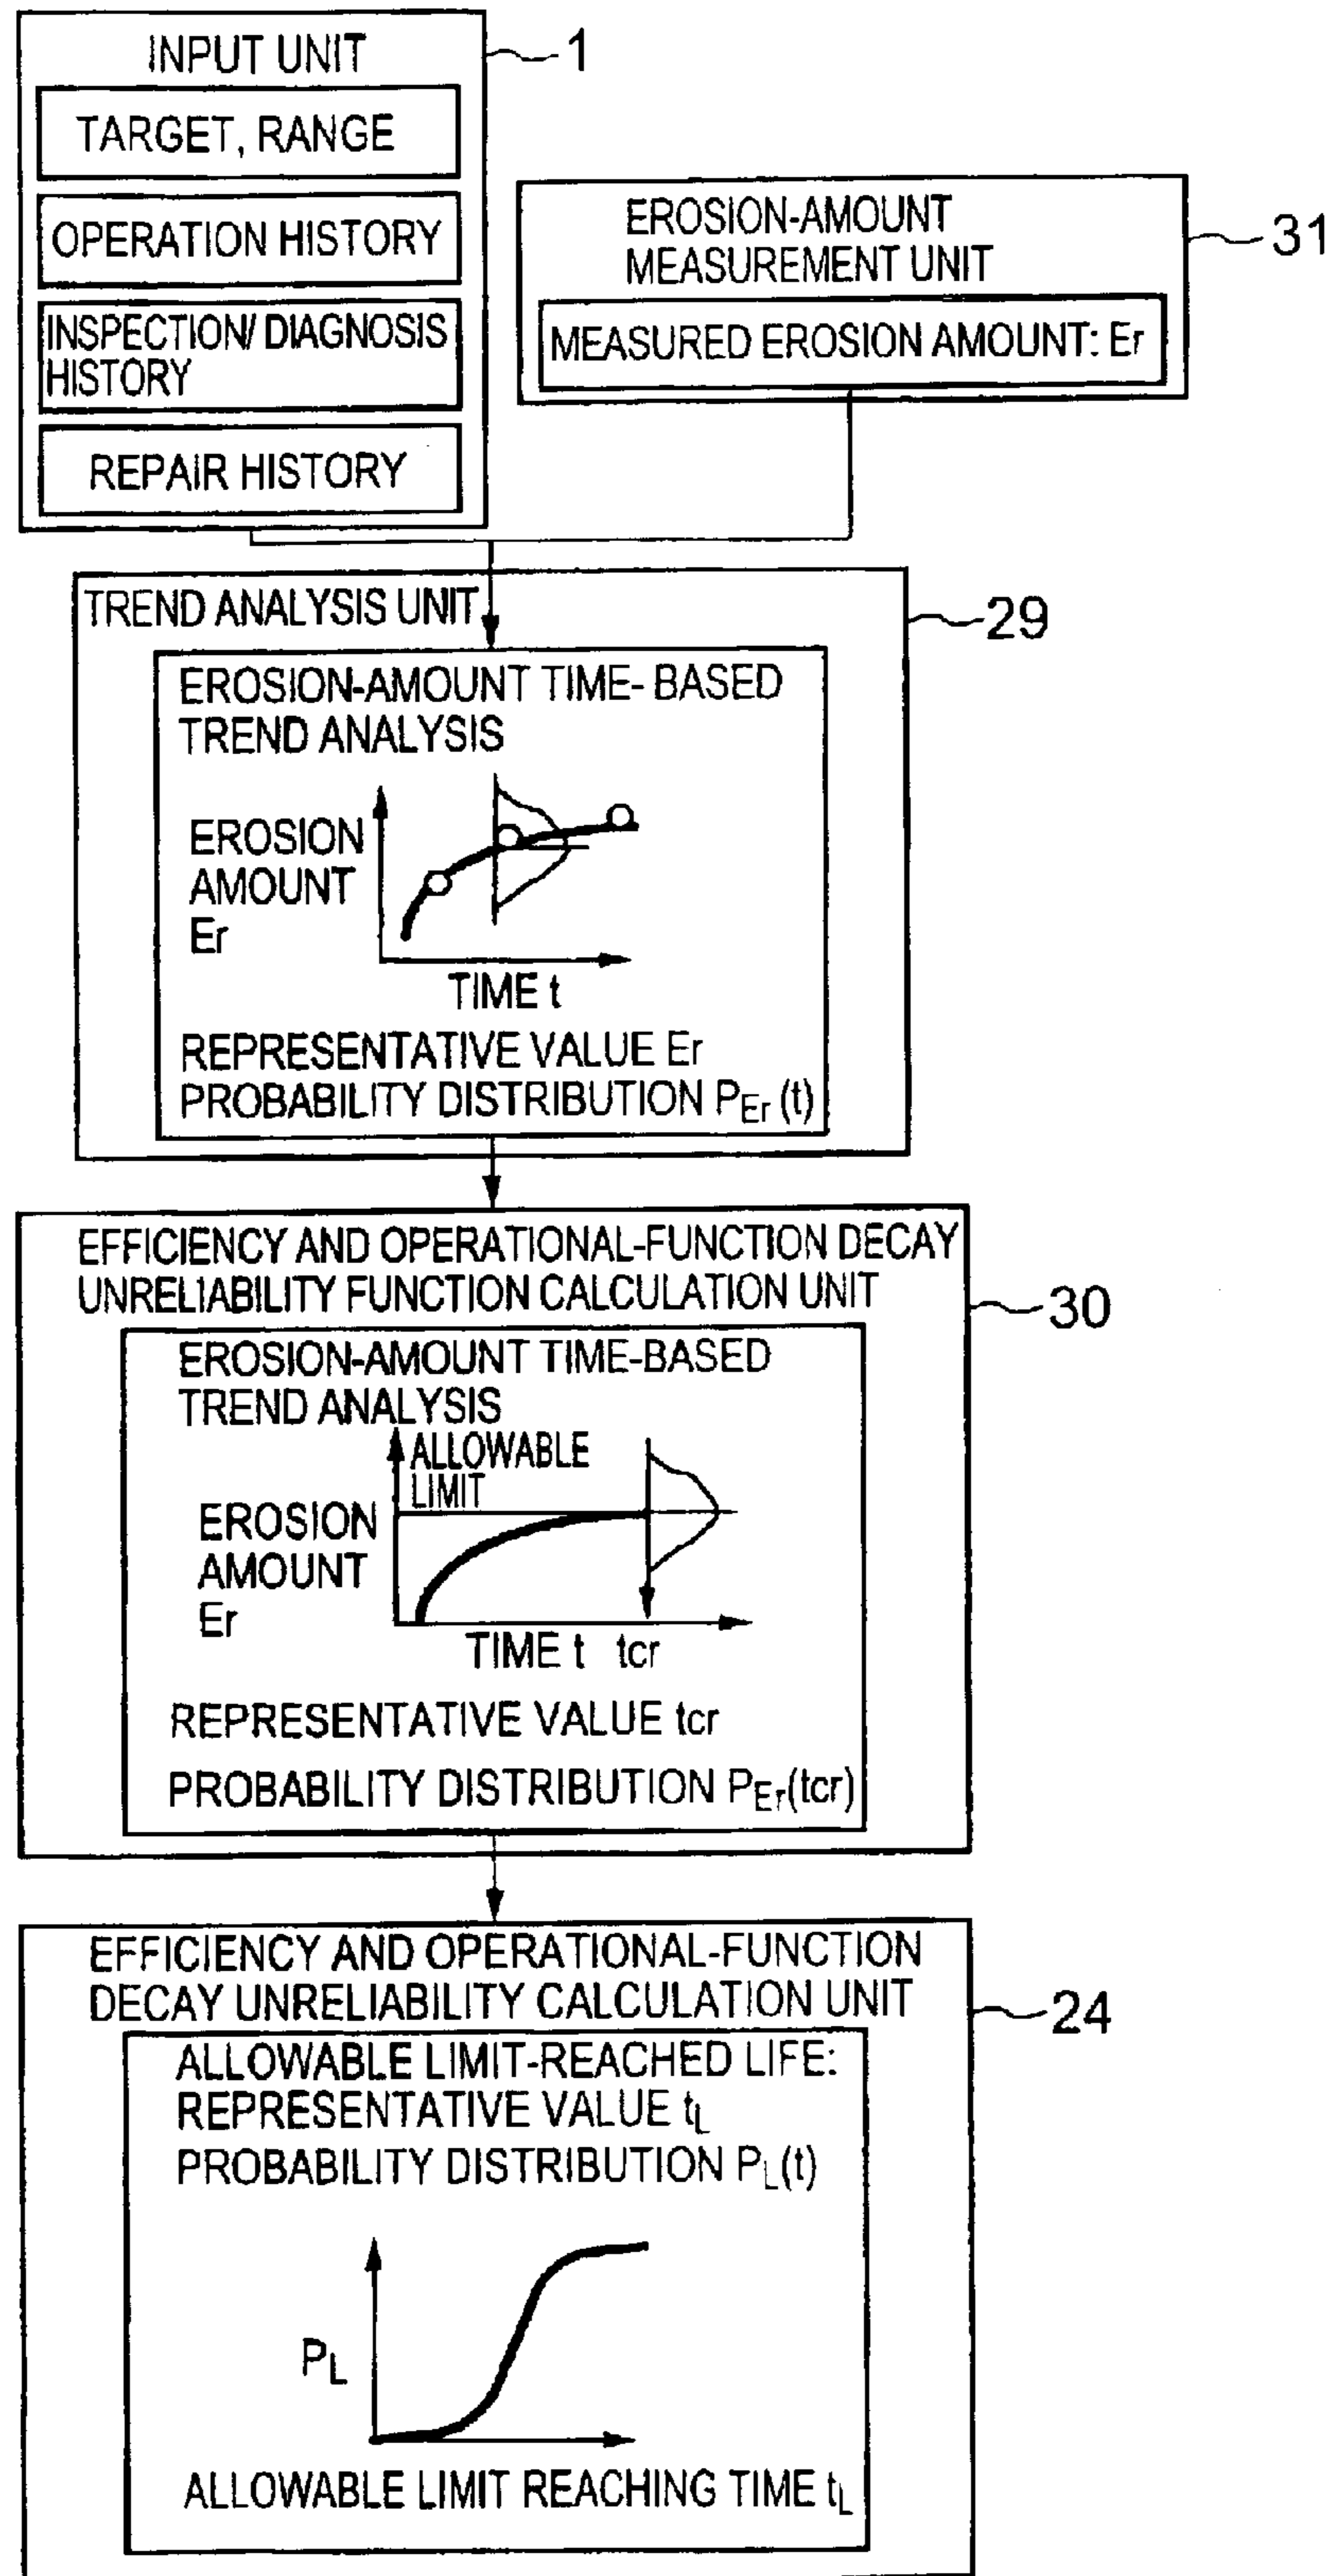 INPUT UNIT
1
TARGET, RANGE
OPERATION HISTORY
INSPECTION/ DIAGNOSIS
HISTORY
REPAIR HISTORY
EROSION-AMOUNT
MEASUREMENT UNIT
31
MEASURED EROSION AMOUNT: Er
TREND ANALYSIS UNIT
29
EROSION-AMOUNT TIME- BASED
TREND ANALYSIS
EROSION
AMOUNT
Er
TIME t
REPRESENTATIVE VALUE Er
PROBABILITY DISTRIBUTION PEr (t)
EFFICIENCY AND OPERATIONAL-FUNCTION DECAY
UNRELIABILITY FUNCTION CALCULATION UNIT
30
EROSION-AMOUNT TIME-BASED
TREND ANALYSIS
ALLOWABLE
LIMIT
EROSION
AMOUNT
Er
TIME t tcr
REPRESENTATIVE VALUE tcr
PROBABILITY DISTRIBUTION PEr(tcr)
EFFICIENCY AND OPERATIONAL-FUNCTION
DECAY UNRELIABILITY CALCULATION UNIT
24
ALLOWABLE LIMIT-REACHED LIFE:
REPRESENTATIVE VALUE tL
PROBABILITY DISTRIBUTION PL(t)
PL
ALLOWABLE LIMIT REACHING TIME tL